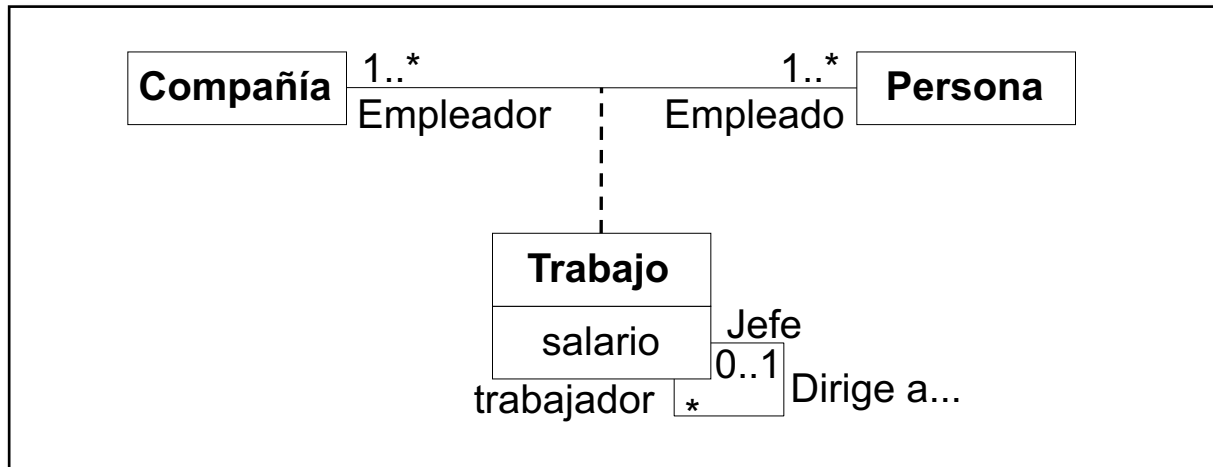 1..* 1..*
Compañía Persona
Empleador Empleado
Trabajo
salario
Jefe
0..1
trabajador * Dirige a...